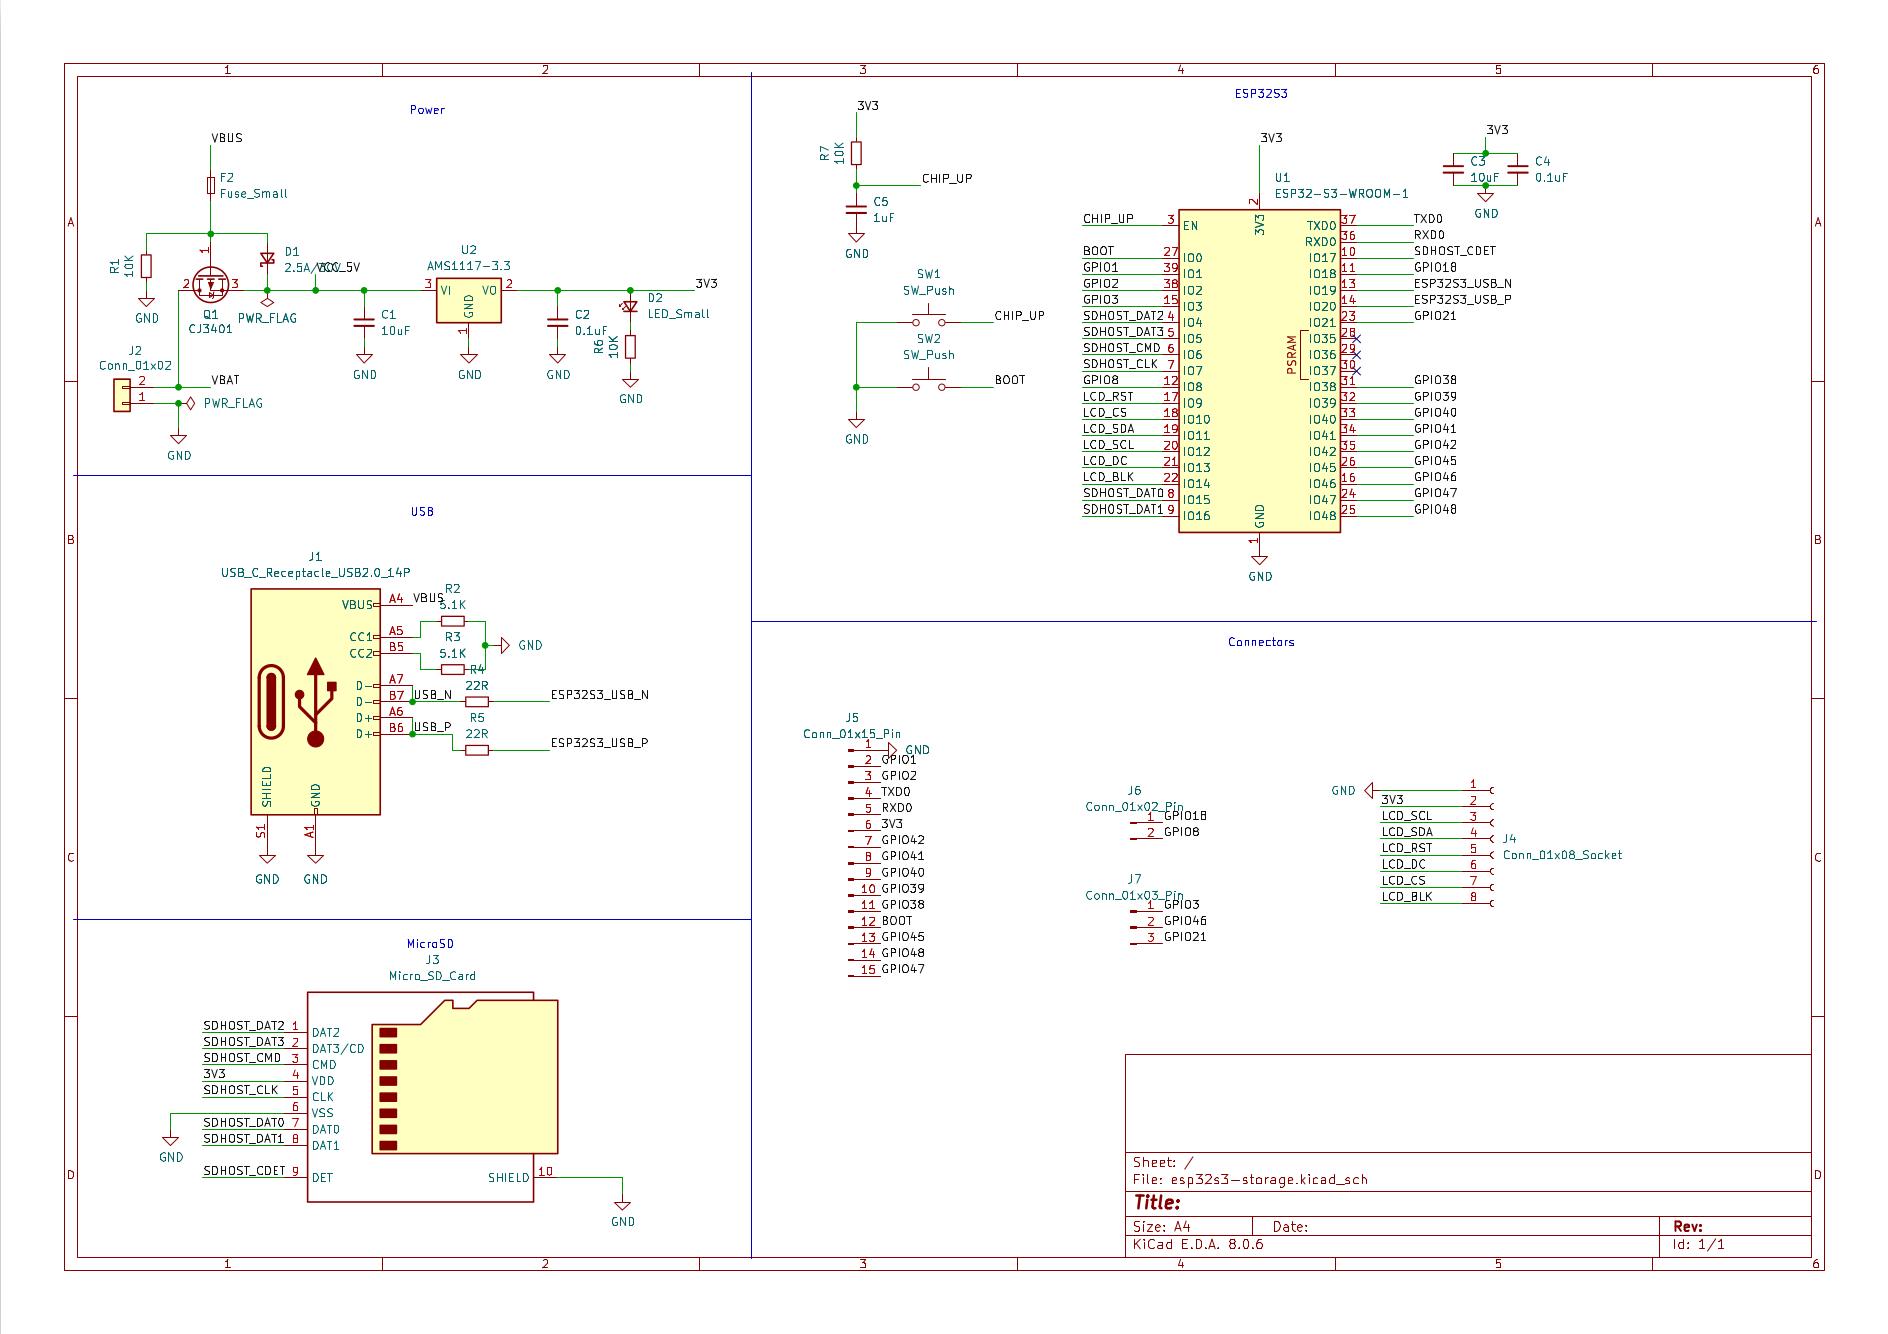 1 2 3 4 5 6
A
B
C
D
Power
VBUS
F2
Fuse_Small
R1
10K
GND
1
2
3
Q1
CJ3401
D1
VCC_5V
PWR_FLAG
J2
Conn_01x02
2
1
VBAT
PWR_FLAG
GND
C1
10uF
GND
U2
AMS1117-3.3
3 VI VO 2
GND
1
GND
C2
0.1uF
GND
3V3
D2
LED_Small
R6
10K
GND
USB
J1
USB_C_Receptacle_USB2.0_14P
VBUS A4 VBUS
CC1 A5
CC2 B5
D- A7
D- B7
D+ A6
D+ B6
SHIELD
GND
S1
A1
GND
GND
R2
5.1K
R3
5.1K
GND
R4
22R
USB_N
ESP32S3_USB_N
R5
22R
USB_P
ESP32S3_USB_P
MicroSD
J3
Micro_SD_Card
SDHOST_DAT2 1 DAT2
SDHOST_DAT3 2 DAT3/CD
SDHOST_CMD 3 CMD
3V3 4 VDD
SDHOST_CLK 5 CLK
6 VSS
SDHOST_DAT0 7 DAT0
SDHOST_DAT1 8 DAT1
GND
SDHOST_CDET 9 DET
SHIELD 10
GND
ESP32S3
3V3
R7
10K
CHIP_UP
C5
1uF
GND
SW1
SW_Push
CHIP_UP
SW2
SW_Push
BOOT
GND
3V3
U1
ESP32-S3-WROOM-1
2
3V3
CHIP_UP 3 EN
BOOT 27 IO0
GPIO1 39 IO1
GPIO2 38 IO2
GPIO3 15 IO3
SDHOST_DAT2 4 IO4
SDHOST_DAT3 5 IO5
SDHOST_CMD 6 IO6
SDHOST_CLK 7 IO7
GPIO8 12 IO8
LCD_RST 17 IO9
LCD_CS 18 IO10
LCD_SDA 19 IO11
LCD_SCL 20 IO12
LCD_DC 21 IO13
LCD_BLK 22 IO14
SDHOST_DAT0 8 IO15
SDHOST_DAT1 9 IO16
TXD0 37 TXD0
RXD0 36 RXD0
IO17 10 SDHOST_CDET
IO18 11 GPIO18
IO19 13 ESP32S3_USB_N
IO20 14 ESP32S3_USB_P
IO21 23 GPIO21
PSRAM
IO35 28
IO36 29
IO37 30
IO38 31 GPIO38
IO39 32 GPIO39
IO40 33 GPIO40
IO41 34 GPIO41
IO42 35 GPIO42
IO45 26 GPIO45
IO46 16 GPIO46
IO47 24 GPIO47
IO48 25 GPIO48
GND
1
GND
3V3
C3
10uF
C4
0.1uF
GND
Connectors
J5
Conn_01x15_Pin
1 GND
2 GPIO1
3 GPIO2
4 TXD0
5 RXD0
6 3V3
7 GPIO42
8 GPIO41
9 GPIO40
10 GPIO39
11 GPIO38
12 BOOT
13 GPIO45
14 GPIO48
15 GPIO47
J6
Conn_01x02_Pin
1 GPIO18
2 GPIO8
J7
Conn_01x03_Pin
1 GPIO3
2 GPIO46
3 GPIO21
GND 1
3V3 2
LCD_SCL 3
LCD_SDA 4
LCD_RST 5
LCD_DC 6
LCD_CS 7
LCD_BLK 8
J4
Conn_01x08_Socket
Sheet: /
File: esp32s3-storage.kicad_sch
Title:
Size: A4 Date: Rev:
KiCad E.D.A. 8.0.6 Id: 1/1
A
B
C
D
1 2 3 4 5 6